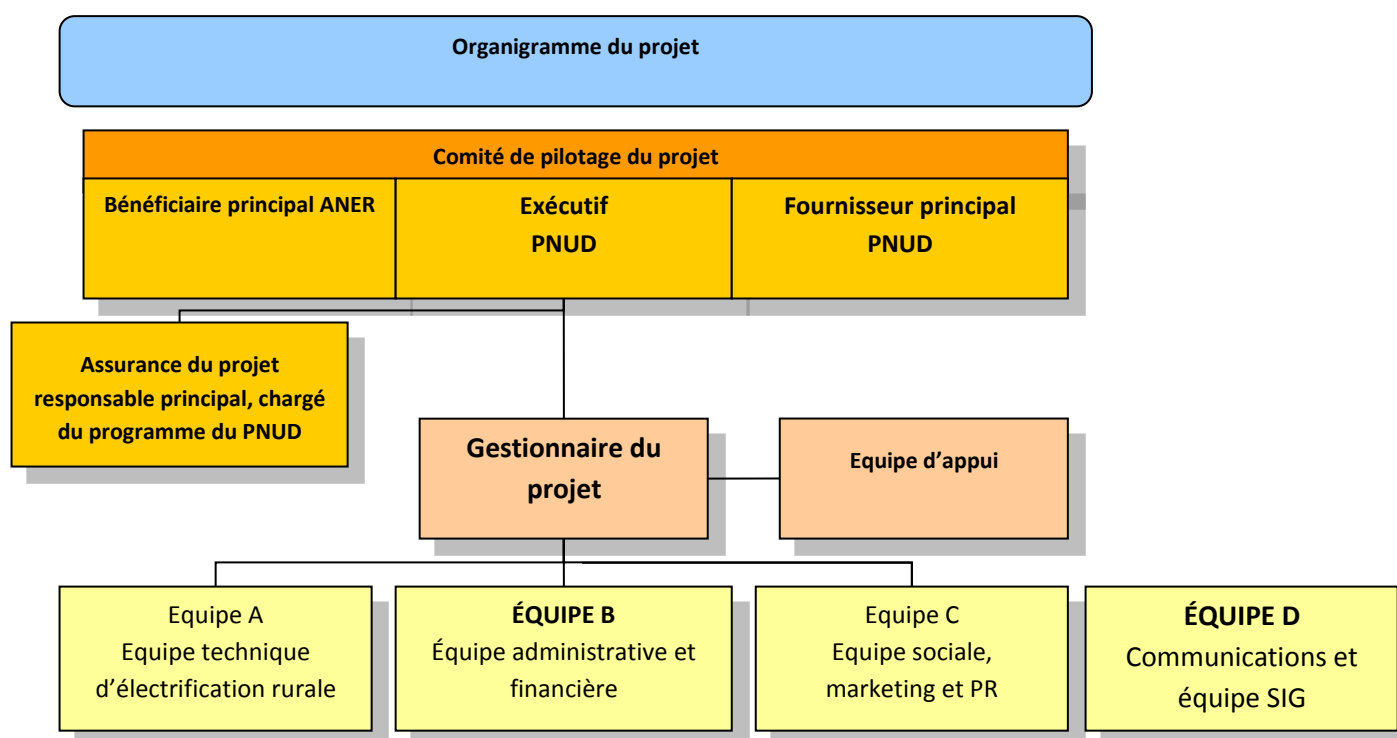 Organigramme du projet
Comité de pilotage du projet
Bénéficiaire principal ANER
Exécutif
PNUD
Fournisseur principal
PNUD
Assurance du projet
responsable principal, chargé
du programme du PNUD
Gestionnaire du
projet
Equipe d’appui
Equipe A
Equipe technique
d’électrification rurale
ÉQUIPE B
Équipe administrative et
financière
Equipe C
Equipe sociale,
marketing et PR
ÉQUIPE D
Communications et
équipe SIG